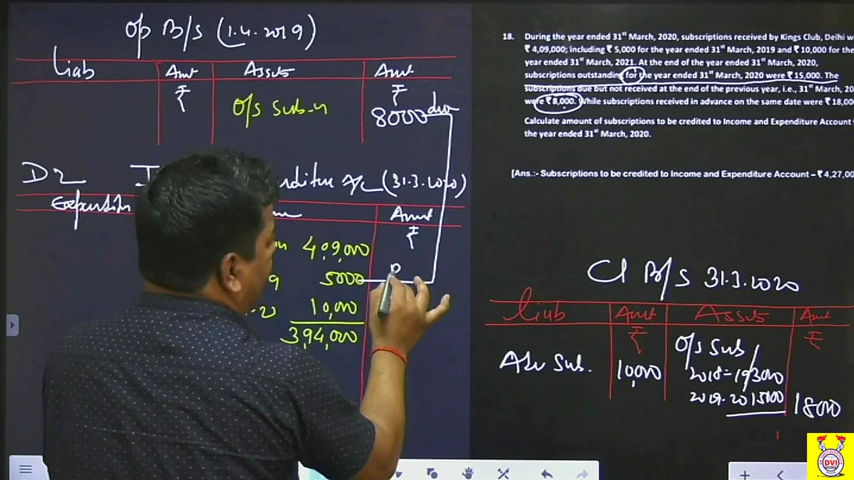 Op B/S (1.4.2019)
Liab Amt Assets Amt
₹ ₹
O/s Sub-n 8000 due
Dr I nditure A/c (31.3.2020)
Expenditure Amt
₹
4,09,000
5000
10,000
3,94,000
18. During the year ended 31st March, 2020, subscriptions received by Kings Club, Delhi we
₹ 4,09,000; including ₹ 5,000 for the year ended 31st March, 2019 and ₹ 10,000 for the
year ended 31st March, 2021. At the end of the year ended 31st March, 2020,
subscriptions outstanding for the year ended 31st March, 2020 were ₹ 15,000. The
subscriptions due but not received at the end of the previous year, i.e., 31st March, 20
were ₹ 8,000. While subscriptions received in advance on the same date were ₹ 18,00
Calculate amount of subscriptions to be credited to Income and Expenditure Account
the year ended 31st March, 2020.
[Ans.:- Subscriptions to be credited to Income and Expenditure Account – ₹ 4,27,00
Cl B/S 31.3.2020
Liab Amt Assets Amt
₹ ₹
Adv Sub. 10,000 O/s Sub
2018-19 3000
2019-20 15000 18000
DVI